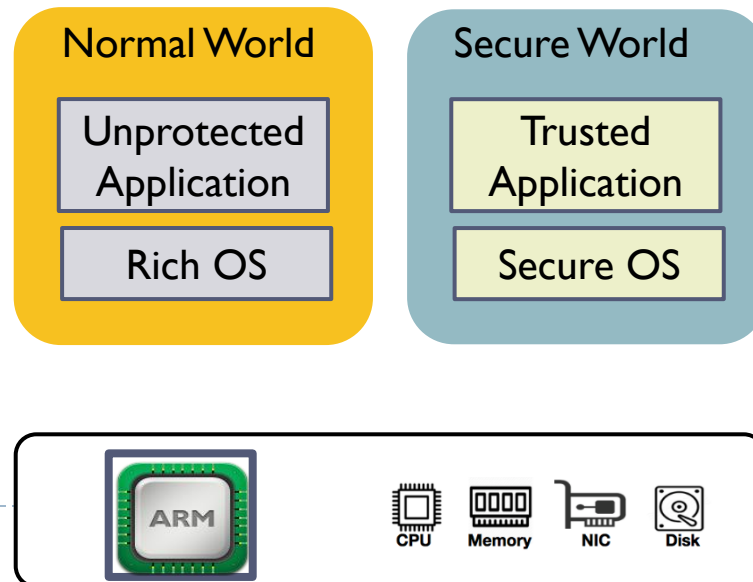 Normal World
Secure World
Unprotected
Application
Trusted
Application
Rich OS
Secure OS
ARM
CPU
Memory
NIC
Disk